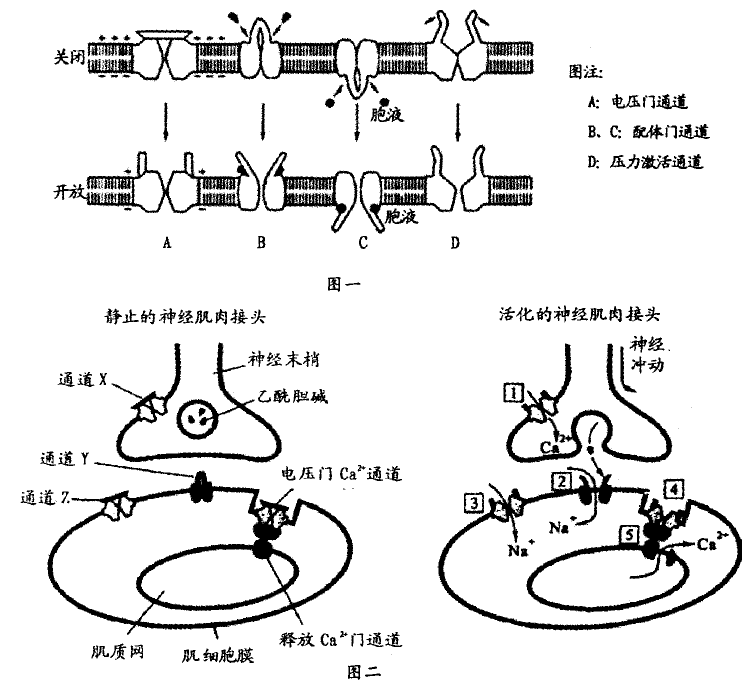 关闭
胞液
图注:
A: 电压门通道
B、C: 配体门通道
D: 压力激活通道
开放
胞液
A B C D
图一
静止的神经肌肉接头
活化的神经肌肉接头
神经末梢
神经冲动
通道 X
乙酰胆碱
1
Ca²⁺
通道 Y
电压门 Ca²⁺通道
通道 Z
2
3
4
Na⁺
Na⁺
5
Ca²⁺
肌质网
肌细胞膜
释放 Ca²⁺门通道
图二